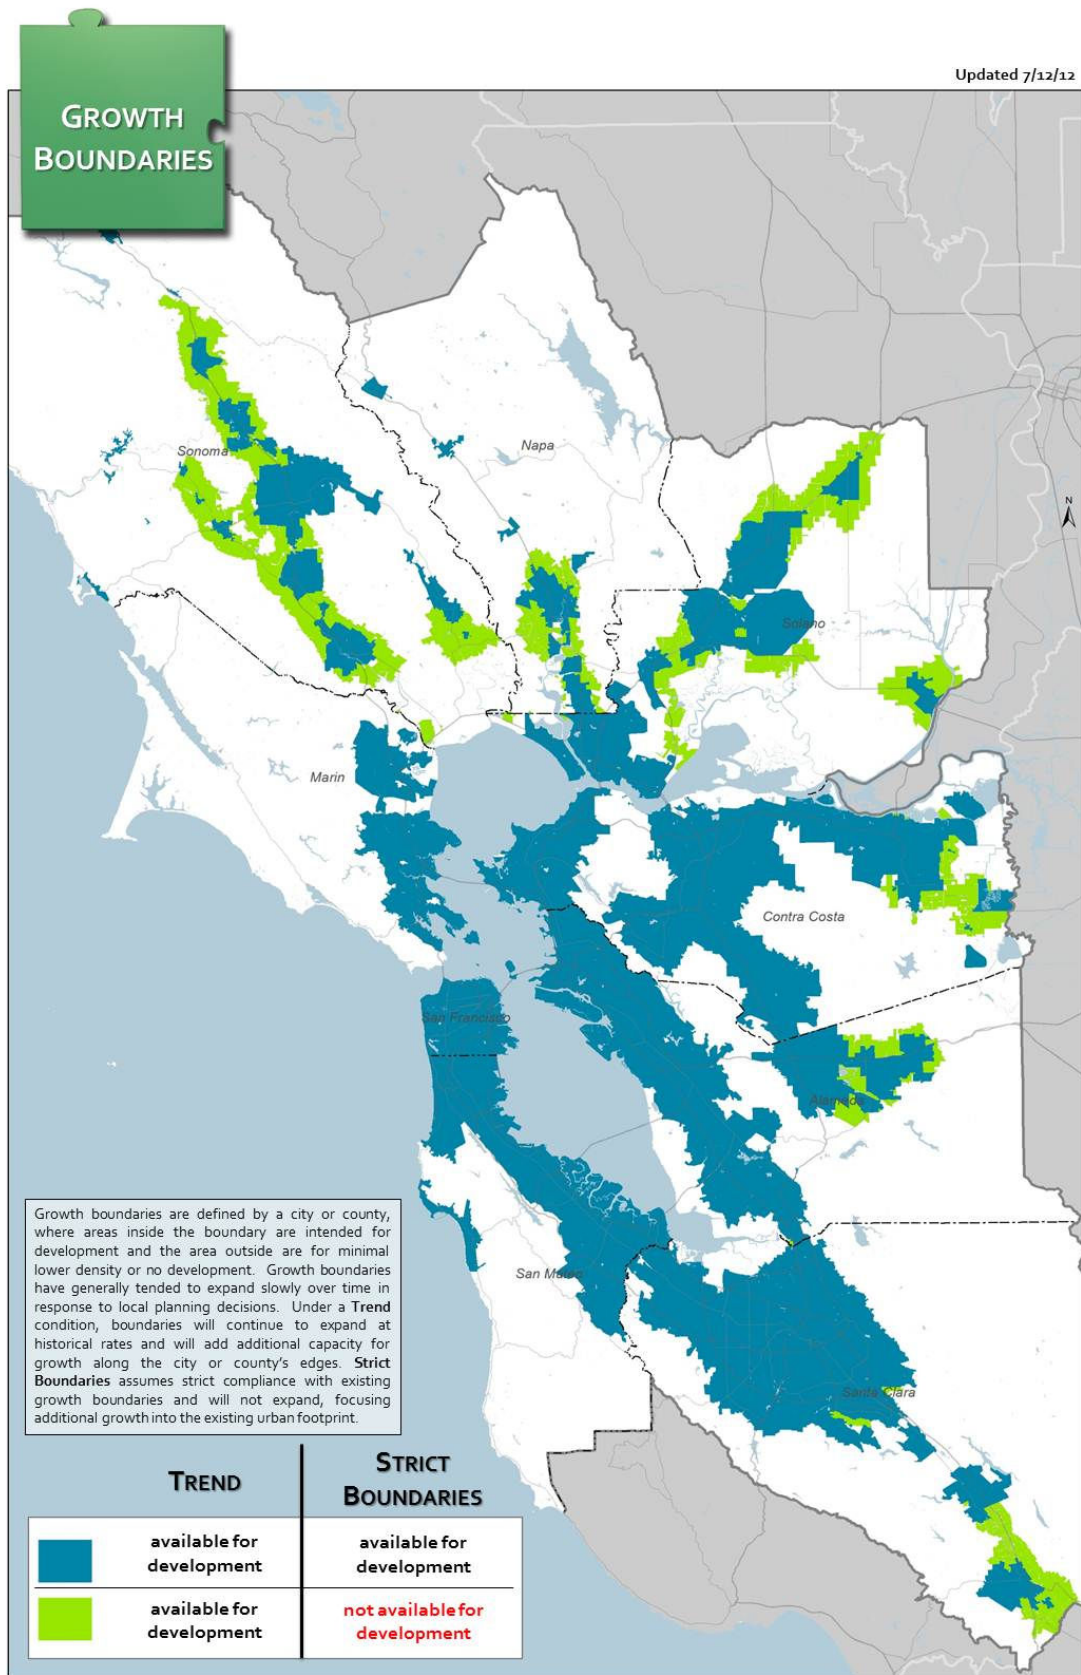 GROWTH
BOUNDARIES
Updated 7/12/12
N
Sonoma
Napa
Solano
Marin
Contra Costa
San Francisco
Alameda
San Mateo
Santa Clara
Growth boundaries are defined by a city or county,
where areas inside the boundary are intended for
development and the area outside are for minimal
lower density or no development. Growth boundaries
have generally tended to expand slowly over time in
response to local planning decisions. Under a Trend
condition, boundaries will continue to expand at
historical rates and will add additional capacity for
growth along the city or county's edges. Strict
Boundaries assumes strict compliance with existing
growth boundaries and will not expand, focusing
additional growth into the existing urban footprint.
TREND
STRICT
BOUNDARIES
available for
development
available for
development
available for
development
not available for
development